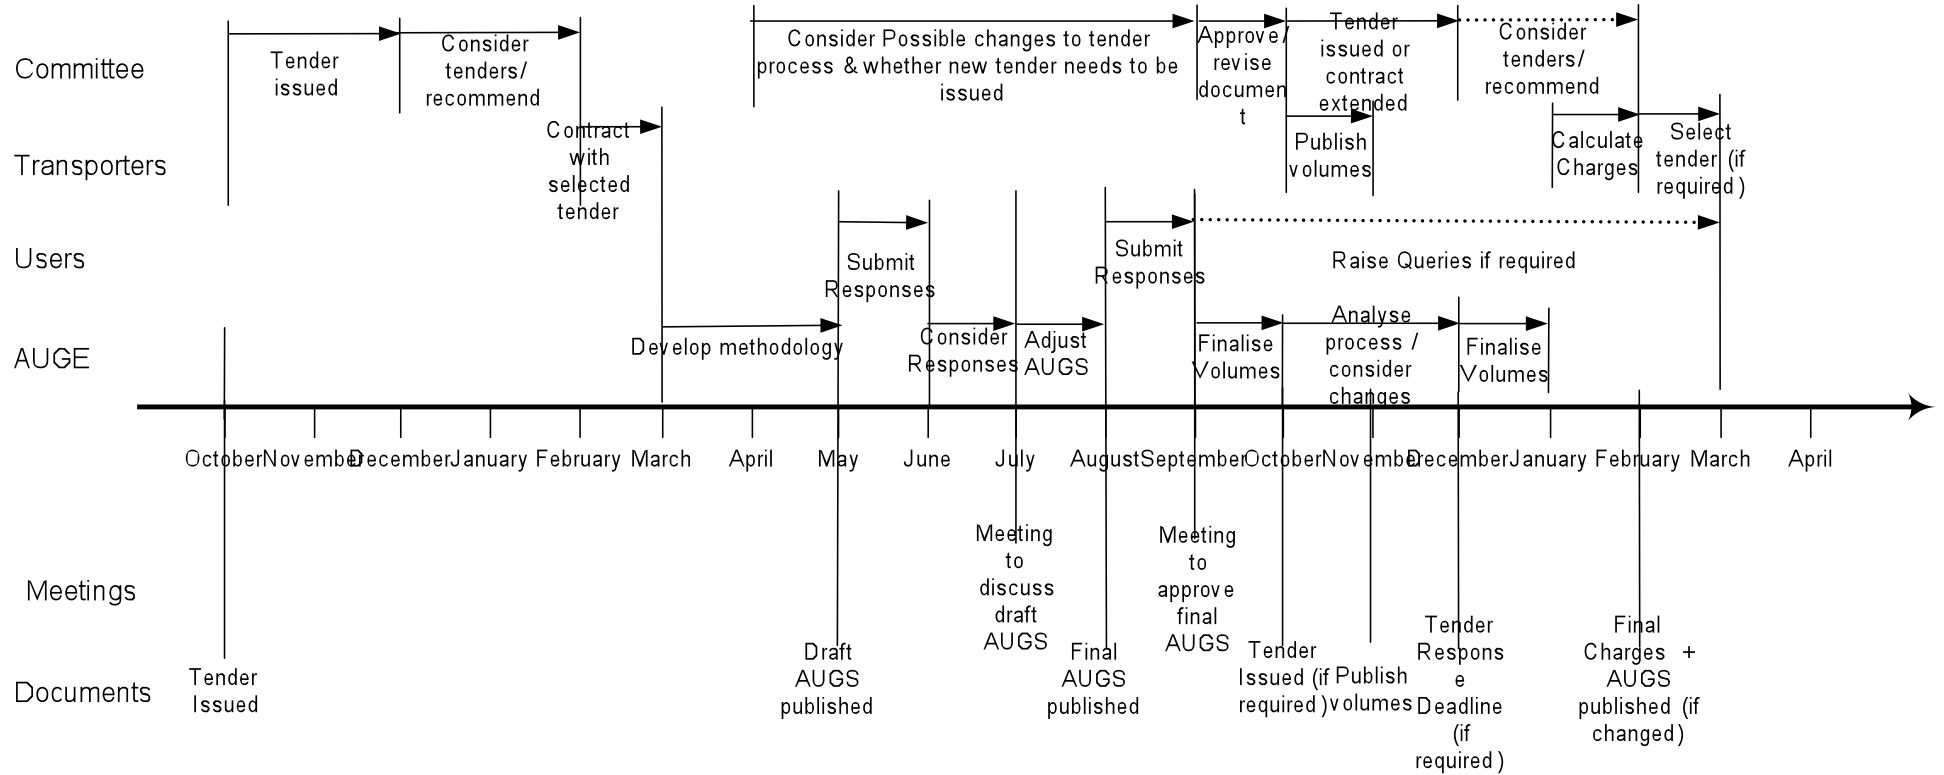 Committee
Tender
issued
Consider
tenders/
recommend
Consider Possible changes to tender
process & whether new tender needs to be
issued
Approve/
revise
documen
t
Tender
issued or
contract
extended
Consider
tenders/
recommend
Transporters
Contract
with
selected
tender
Publish
volumes
Calculate
Charges
Select
tender (if
required)
Users
Submit
Responses
Submit
Responses
Raise Queries if required
AUGE
Develop methodology
Consider
Responses
Adjust
AUGS
Finalise
Volumes
Analyse
process /
consider
changes
Finalise
Volumes
October November December January February March April May June July August September October November December January February March April
Meetings
Meeting
to
discuss
draft
AUGS
Meeting
to
approve
final
AUGS
Documents
Tender
Issued
Draft
AUGS
published
Final
AUGS
published
Tender
Issued (if
required)
Publish
volumes
Tender
Respons
e
Deadline
(if
required)
Final
Charges +
AUGS
published (if
changed)